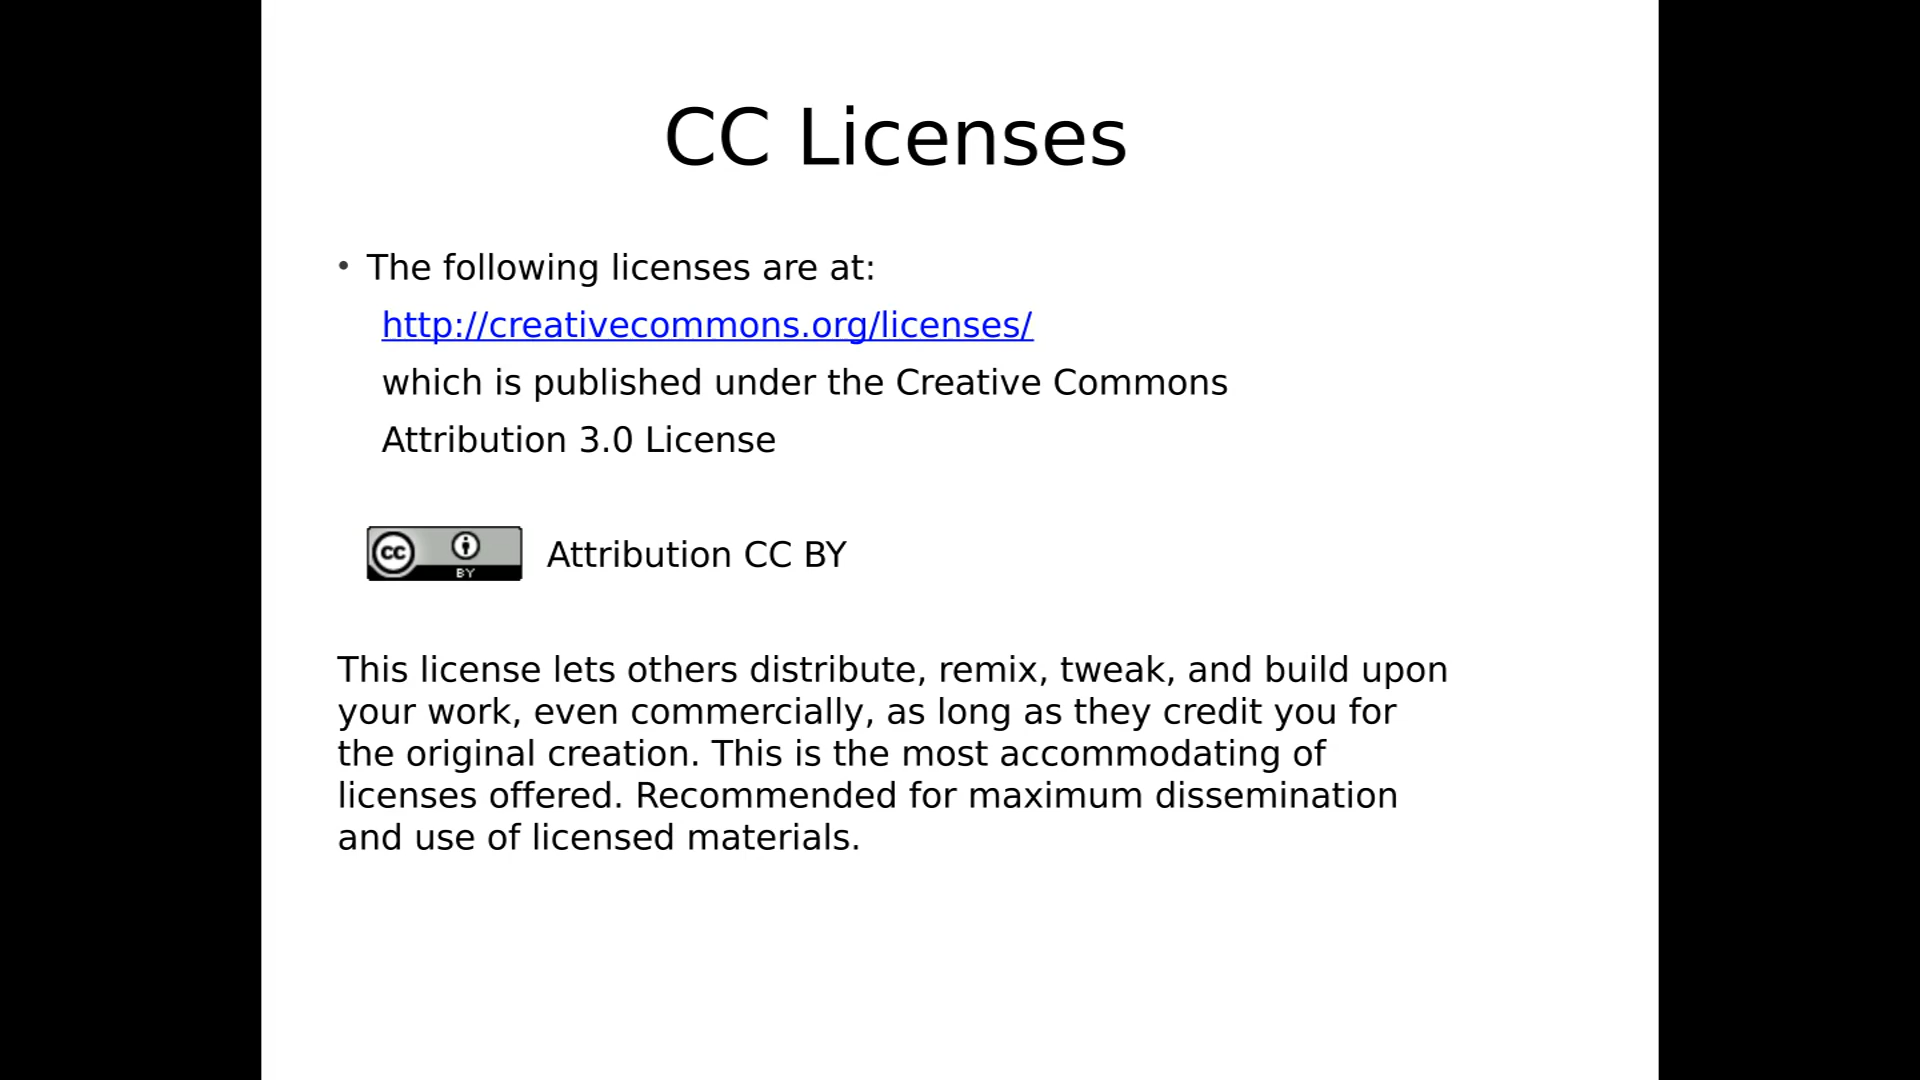 CC Licenses
• The following licenses are at:
http://creativecommons.org/licenses/
which is published under the Creative Commons
Attribution 3.0 License
cc BY Attribution CC BY
This license lets others distribute, remix, tweak, and build upon
your work, even commercially, as long as they credit you for
the original creation. This is the most accommodating of
licenses offered. Recommended for maximum dissemination
and use of licensed materials.